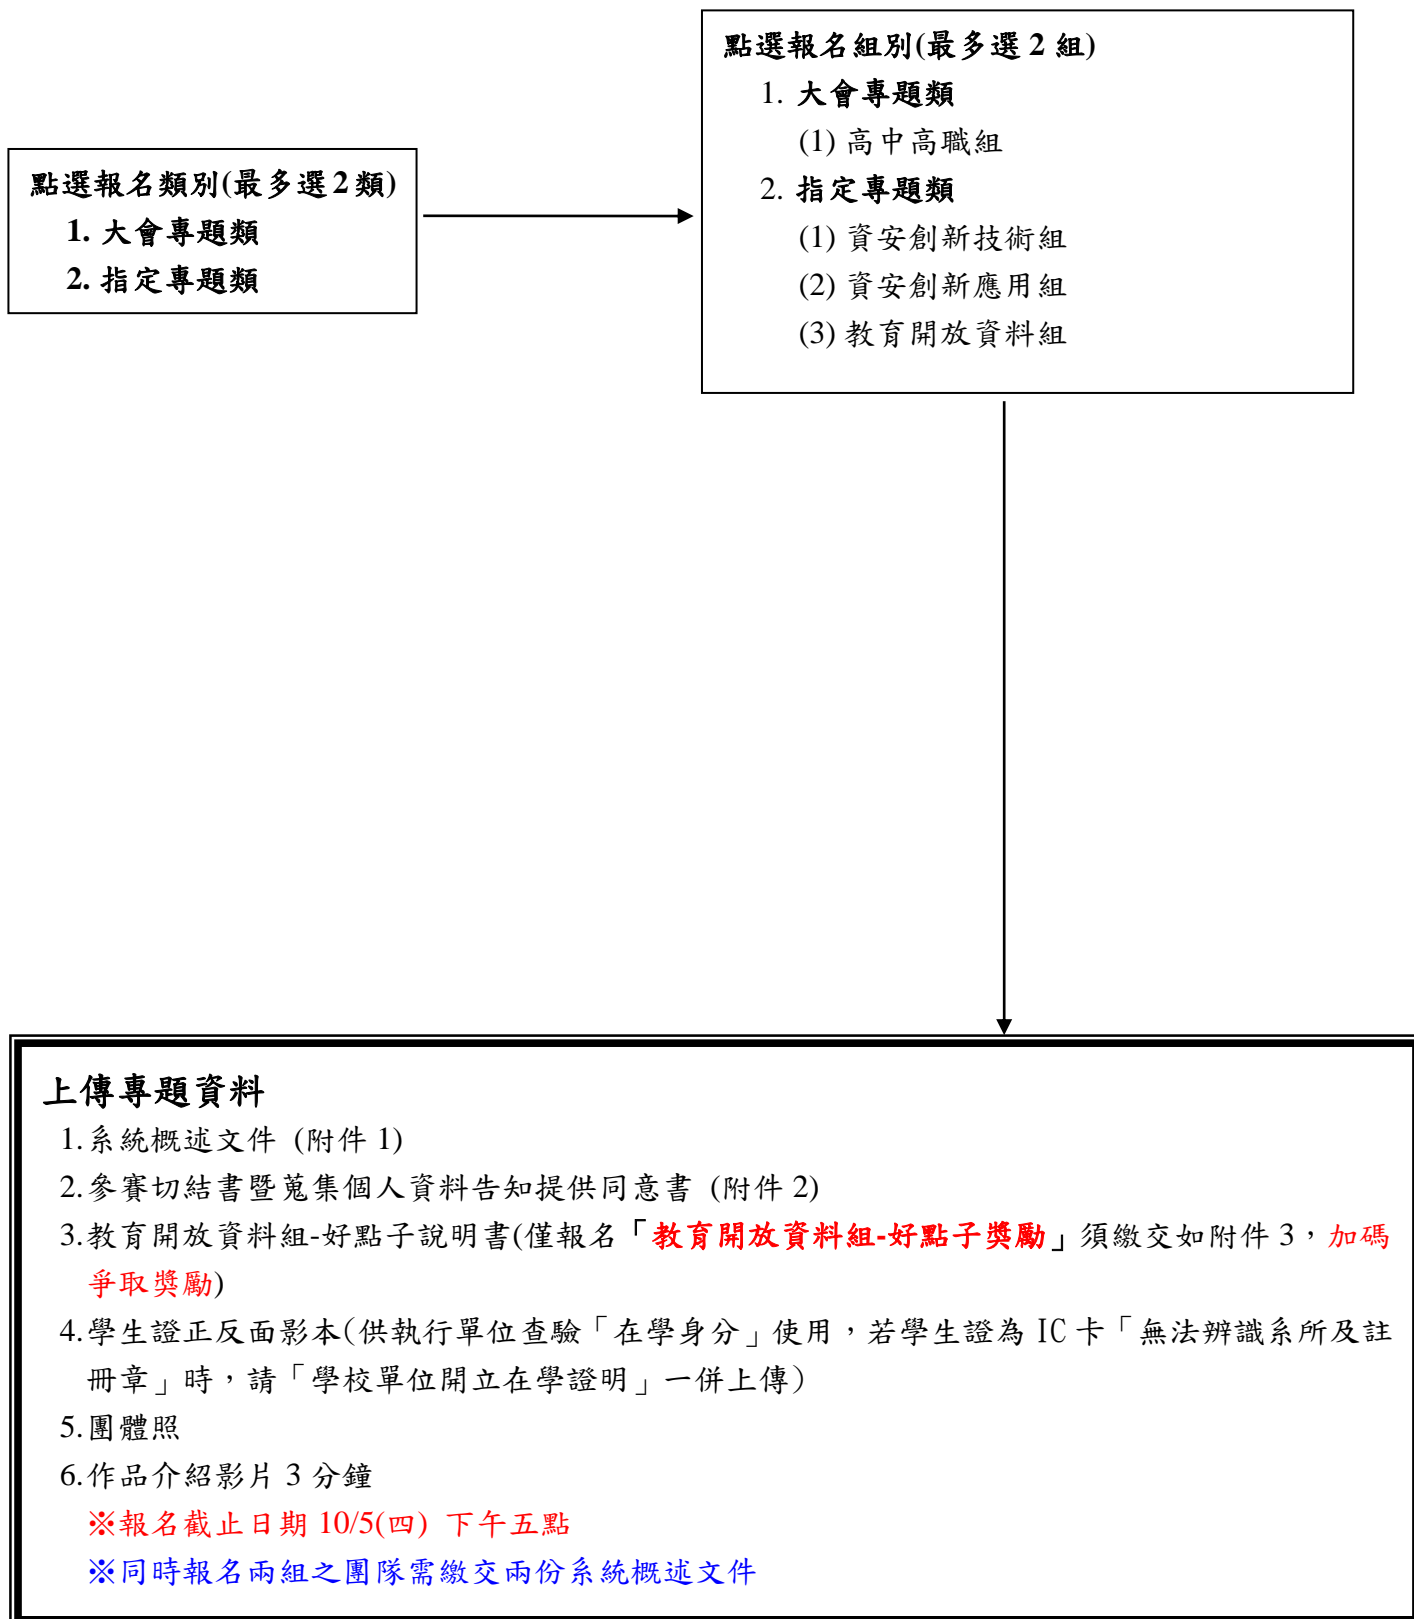 點選報名類別(最多選2類)
1. 大會專題類
2. 指定專題類
點選報名組別(最多選 2 組)
1. 大會專題類
(1) 高中高職組
2. 指定專題類
(1) 資安創新技術組
(2) 資安創新應用組
(3) 教育開放資料組
上傳專題資料
1.系統概述文件 (附件 1)
2.參賽切結書暨蒐集個人資料告知提供同意書 (附件 2)
3.教育開放資料組-好點子說明書(僅報名「教育開放資料組-好點子獎勵」須繳交如附件 3，加碼
爭取獎勵)
4.學生證正反面影本(供執行單位查驗「在學身分」使用，若學生證為 IC 卡「無法辨識系所及註
冊章」時，請「學校單位開立在學證明」一併上傳)
5.團體照
6.作品介紹影片 3 分鐘
※報名截止日期 10/5(四) 下午五點
※同時報名兩組之團隊需繳交兩份系統概述文件